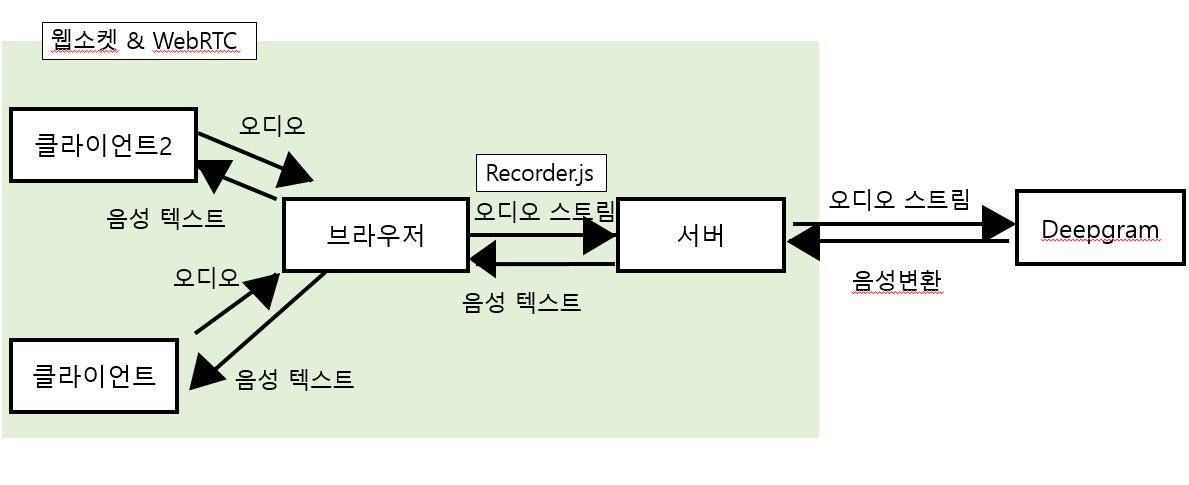 웹소켓 & WebRTC
클라이언트2
오디오
음성 텍스트
Recorder.js
오디오 스트림
브라우저
서버
음성 텍스트
오디오 스트림
Deepgram
음성변환
오디오
클라이언트
음성 텍스트